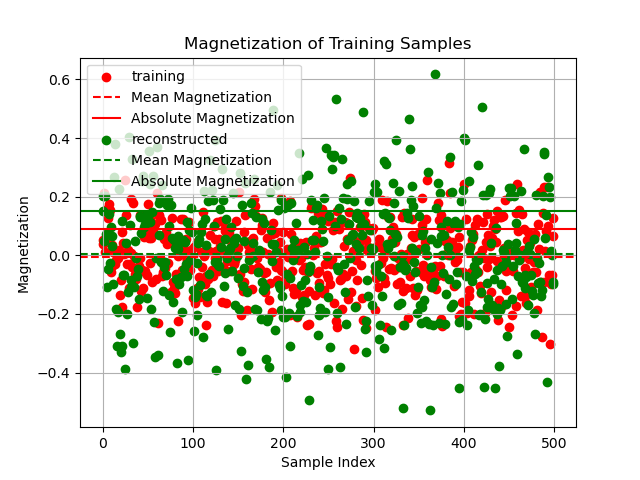 Magnetization of Training Samples
training
Mean Magnetization
Absolute Magnetization
reconstructed
Mean Magnetization
Absolute Magnetization
0.6
0.4
0.2
0.0
−0.2
−0.4
Magnetization
0
100
200
300
400
500
Sample Index